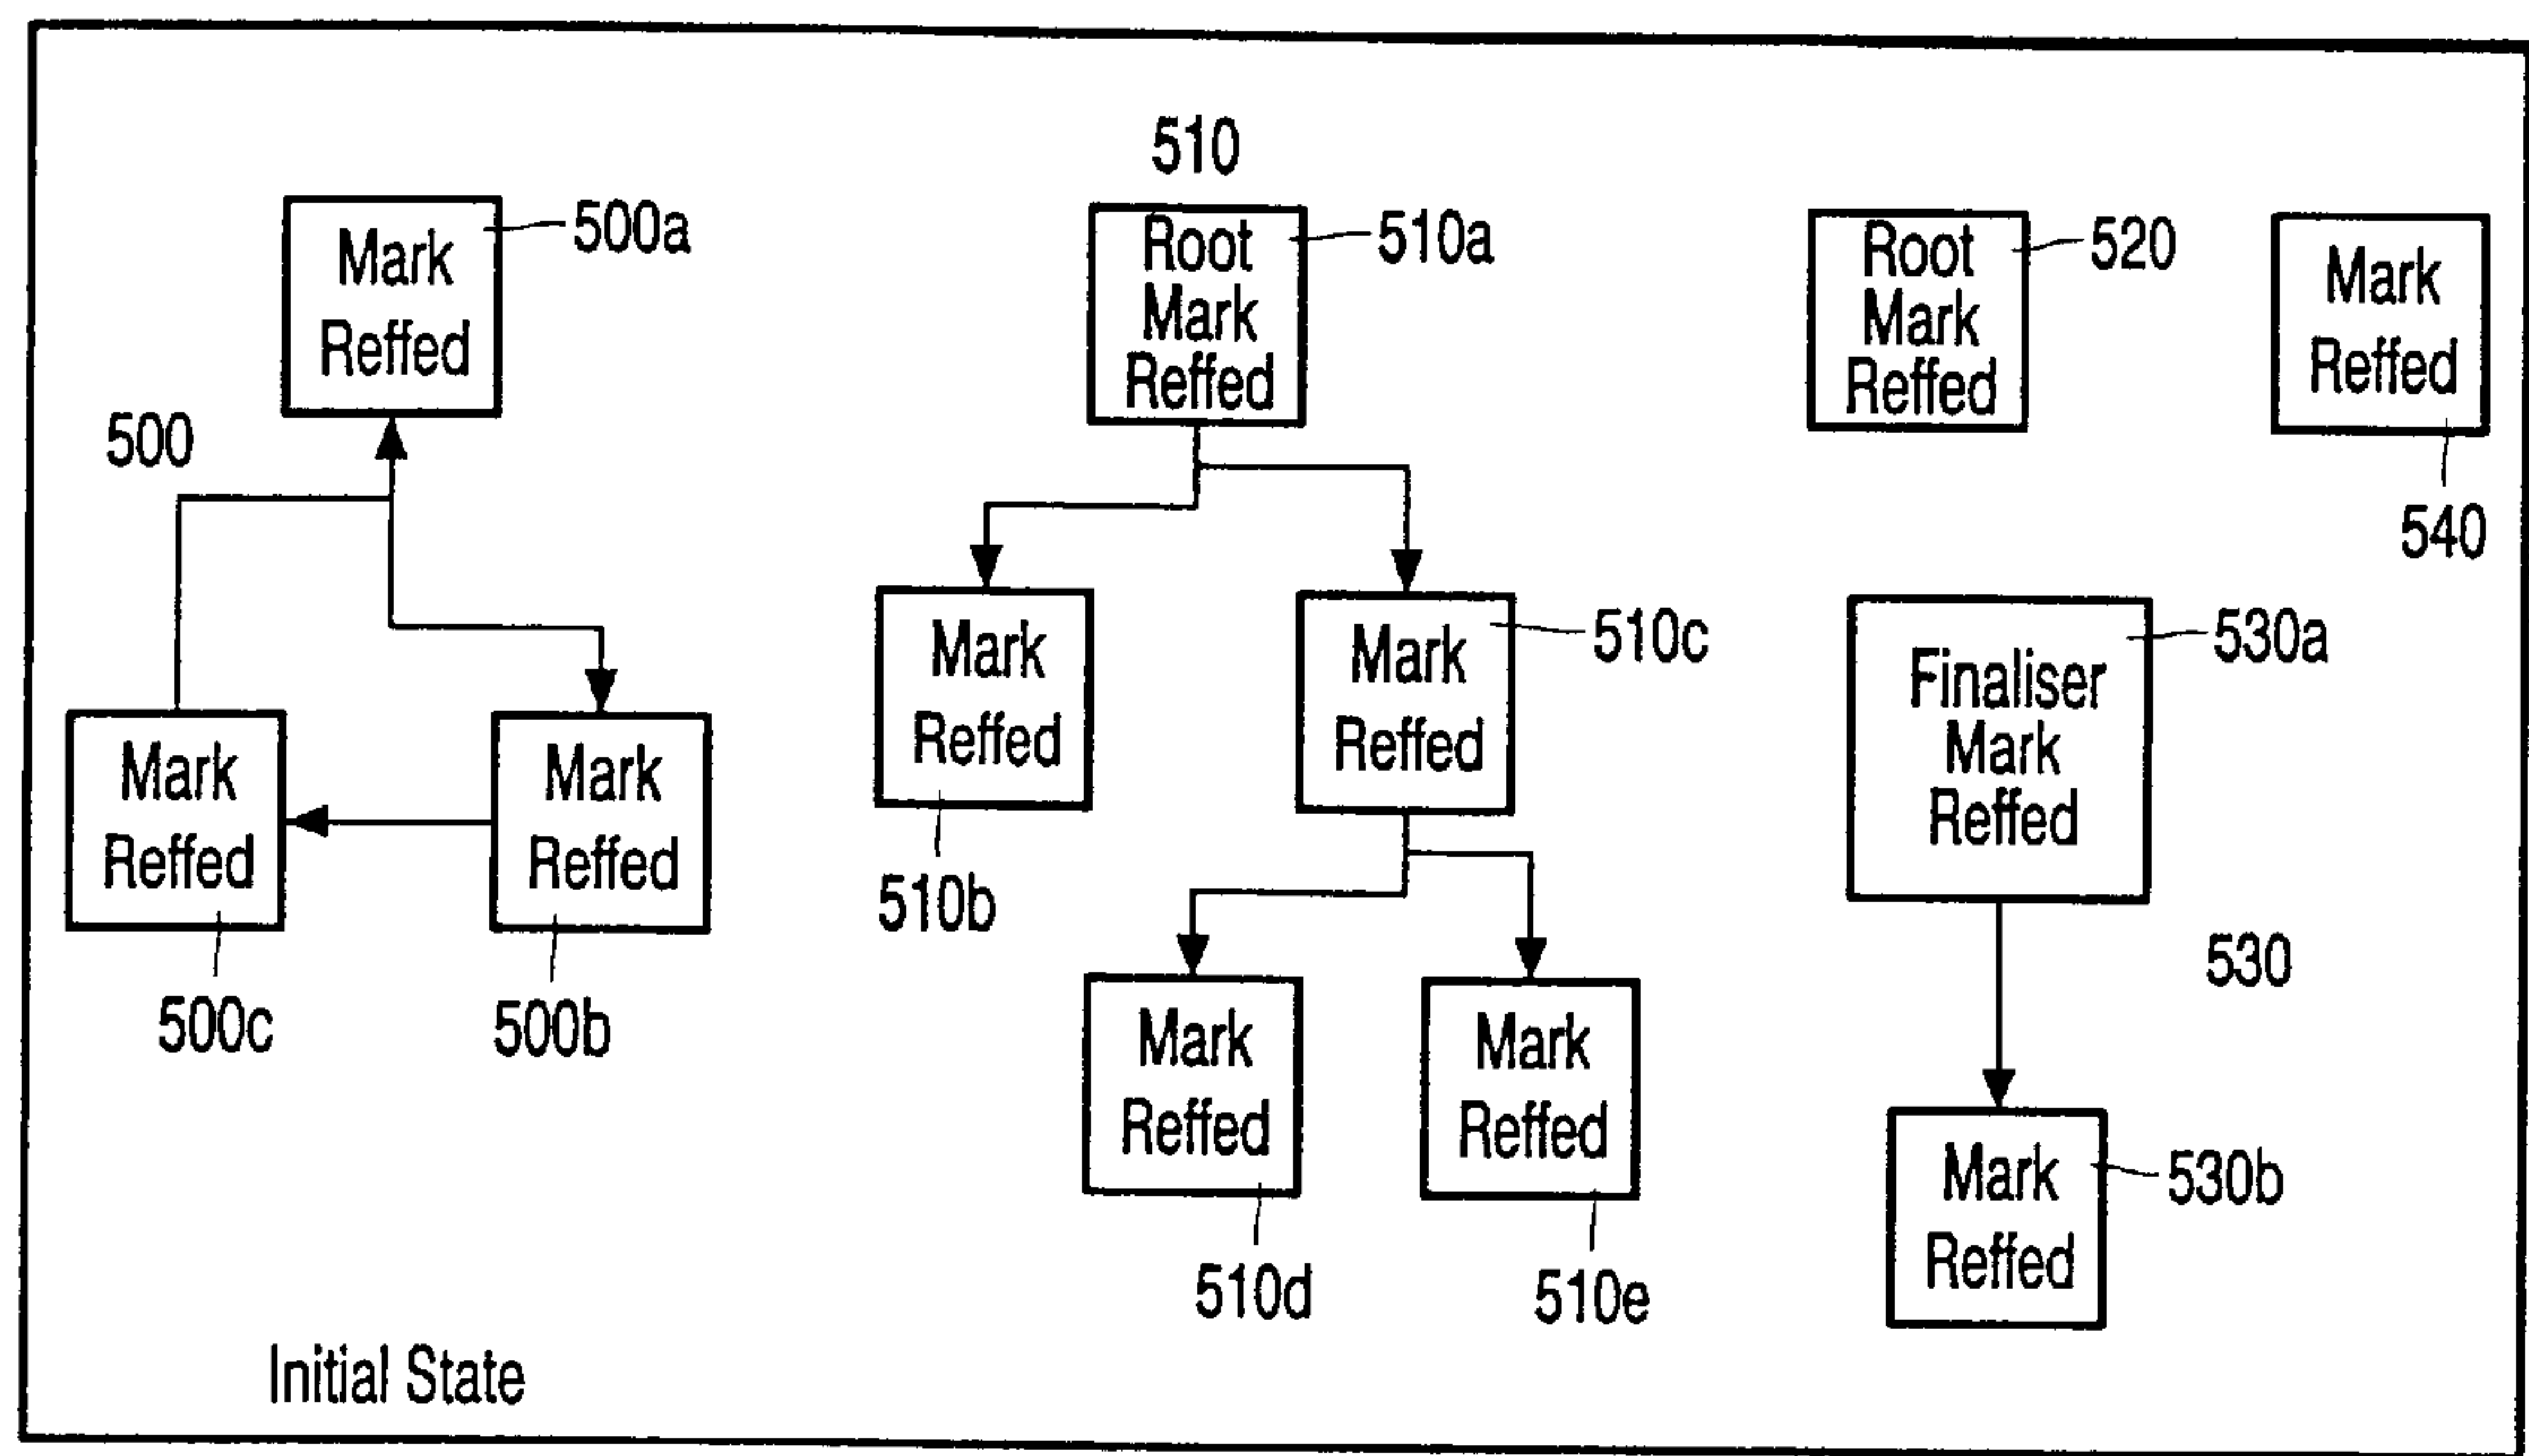 510
Mark
Reffed
500a
Root
Mark
Reffed
510a
Root
Mark
Reffed
520
Mark
Reffed
540
500
Mark
Reffed
500c
Mark
Reffed
500b
Mark
Reffed
510b
Mark
Reffed
510c
Finaliser
Mark
Reffed
530a
530
Mark
Reffed
510d
Mark
Reffed
510e
Mark
Reffed
530b
Initial State